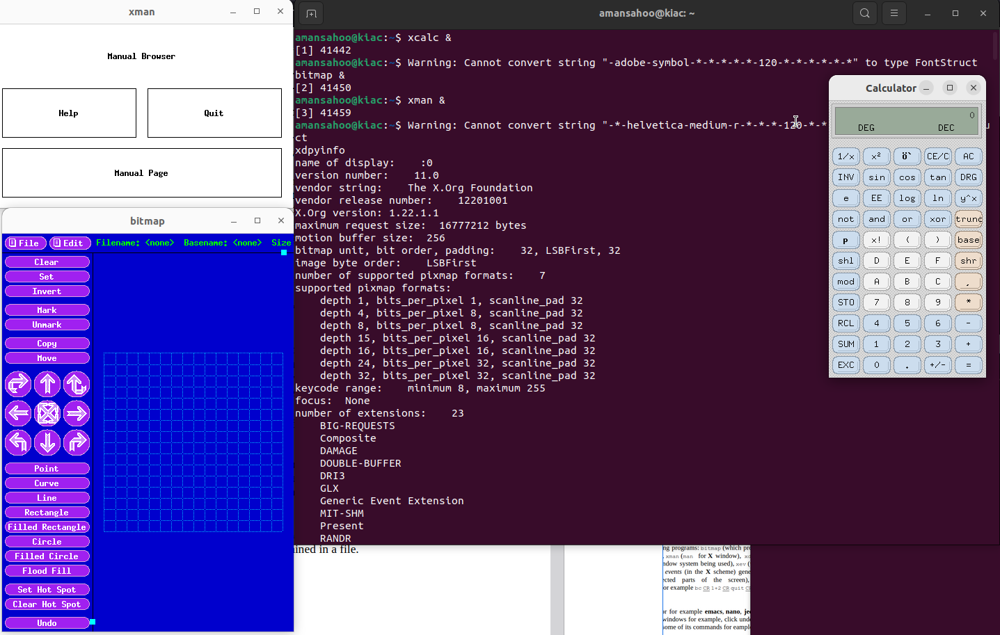 xman
Manual Browser
Help
Quit
Manual Page
bitmap
File
Edit
Filename: <none>  Basename: <none>  Size
Clear
Set
Invert
Mark
Unmark
Copy
Move
Point
Curve
Line
Rectangle
Filled Rectangle
Circle
Filled Circle
Flood Fill
Set Hot Spot
Clear Hot Spot
Undo
amansahoo@kiac: ~
amansahoo@kiac:~$ xcalc &
[1] 41442
amansahoo@kiac:~$ Warning: Cannot convert string "-adobe-symbol-*-*-*-*-*-120-*-*-*-*-*-*" to type FontStruct
bitmap &
[2] 41450
amansahoo@kiac:~$ xman &
[3] 41459
amansahoo@kiac:~$ Warning: Cannot convert string "-*-helvetica-medium-r-*-*-*-120-*-*
ct
xdpyinfo
name of display:    :0
version number:    11.0
vendor string:    The X.Org Foundation
vendor release number:    12201001
X.Org version: 1.22.1.1
maximum request size:  16777212 bytes
motion buffer size:  256
bitmap unit, bit order, padding:    32, LSBFirst, 32
image byte order:    LSBFirst
number of supported pixmap formats:    7
supported pixmap formats:
    depth 1, bits_per_pixel 1, scanline_pad 32
    depth 4, bits_per_pixel 8, scanline_pad 32
    depth 8, bits_per_pixel 8, scanline_pad 32
    depth 15, bits_per_pixel 16, scanline_pad 32
    depth 16, bits_per_pixel 16, scanline_pad 32
    depth 24, bits_per_pixel 32, scanline_pad 32
    depth 32, bits_per_pixel 32, scanline_pad 32
keycode range:    minimum 8, maximum 255
focus:  None
number of extensions:    23
    BIG-REQUESTS
    Composite
    DAMAGE
    DOUBLE-BUFFER
    DRI3
    GLX
    Generic Event Extension
    MIT-SHM
    Present
    RANDR
Calculator
0
DEG DEC
1/x x² ö` CE/C AC
INV sin cos tan DRG
e EE log ln y^x
not and or xor trunc
p x! ( ) base
shl D E F shr
mod A B C ,
STO 7 8 9 *
RCL 4 5 6 -
SUM 1 2 3 +
EXC 0 . +/- =
ined in a file.
ng programs: bitmap (which pr
, xman (man for X window), xc
ndow system being used), xev (
events (in the X scheme) gene
ected parts of the screen),
or example bc CR 1+2 CR quit C
or for example emacs, nano, je
windows for example, click und
some of its commands for eampl